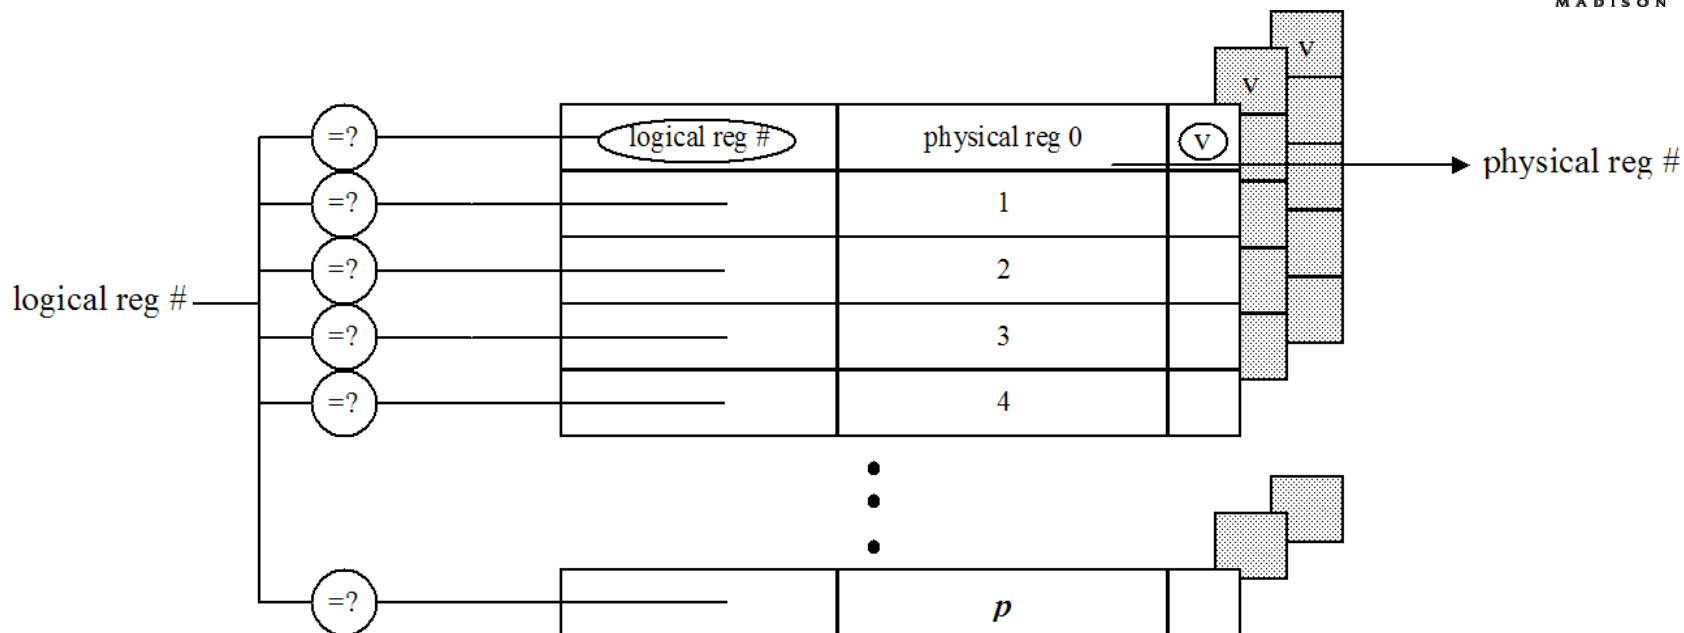 MADISON
v
v
=? logical reg # physical reg 0 v
physical reg #
=? 1
=? 2
logical reg #
=? 3
=? 4
=? p